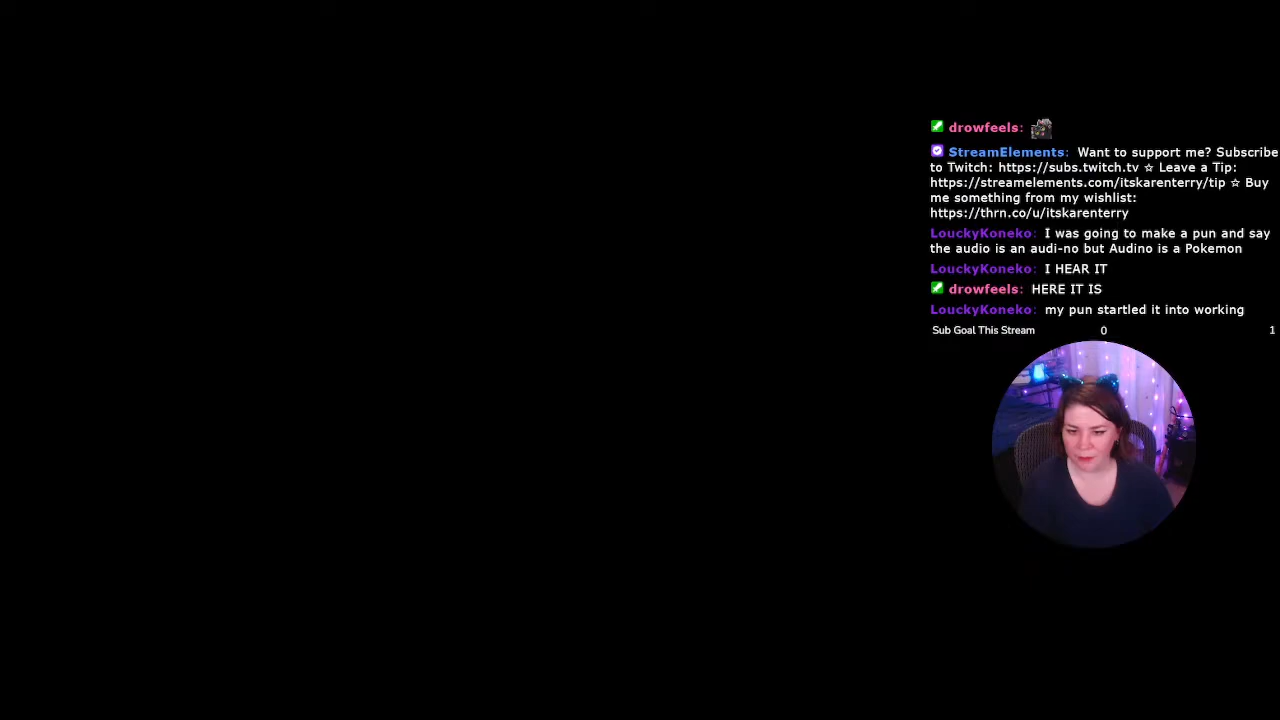 drowfeels:
StreamElements: Want to support me? Subscribe
to Twitch: https://subs.twitch.tv ☆ Leave a Tip:
https://streamelements.com/itskarenterry/tip ☆ Buy
me something from my wishlist:
https://thrn.co/u/itskarenterry
LouckyKoneko: I was going to make a pun and say
the audio is an audi-no but Audino is a Pokemon
LouckyKoneko: I HEAR IT
drowfeels: HERE IT IS
LouckyKoneko: my pun startled it into working
Sub Goal This Stream 0 1